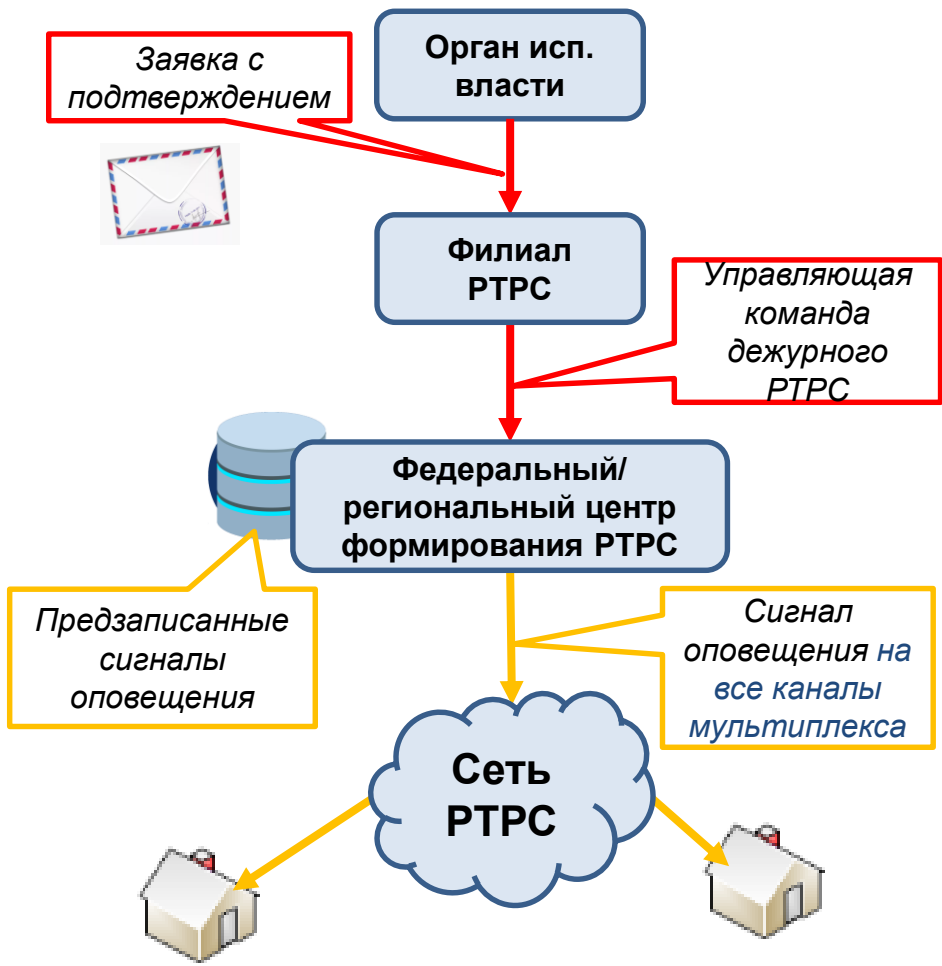 Орган исп.
власти
Заявка с
подтверждением
Филиал
РТРС
Управляющая
команда
дежурного
РТРС
Федеральный/
региональный центр
формирования РТРС
Предзаписанные
сигналы
оповещения
Сигнал
оповещения на
все каналы
мультиплекса
Сеть
РТРС